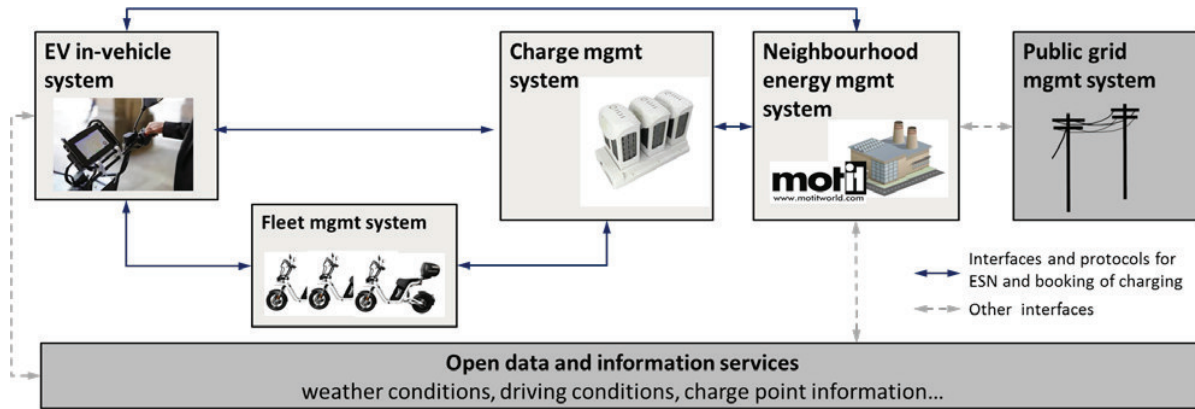 EV in-vehicle
system
Charge mgmt
system
Neighbourhood
energy mgmt
system
motit
www.motitworld.com
Public grid
mgmt system
Fleet mgmt system
Interfaces and protocols for
ESN and booking of charging
Other interfaces
Open data and information services
weather conditions, driving conditions, charge point information...